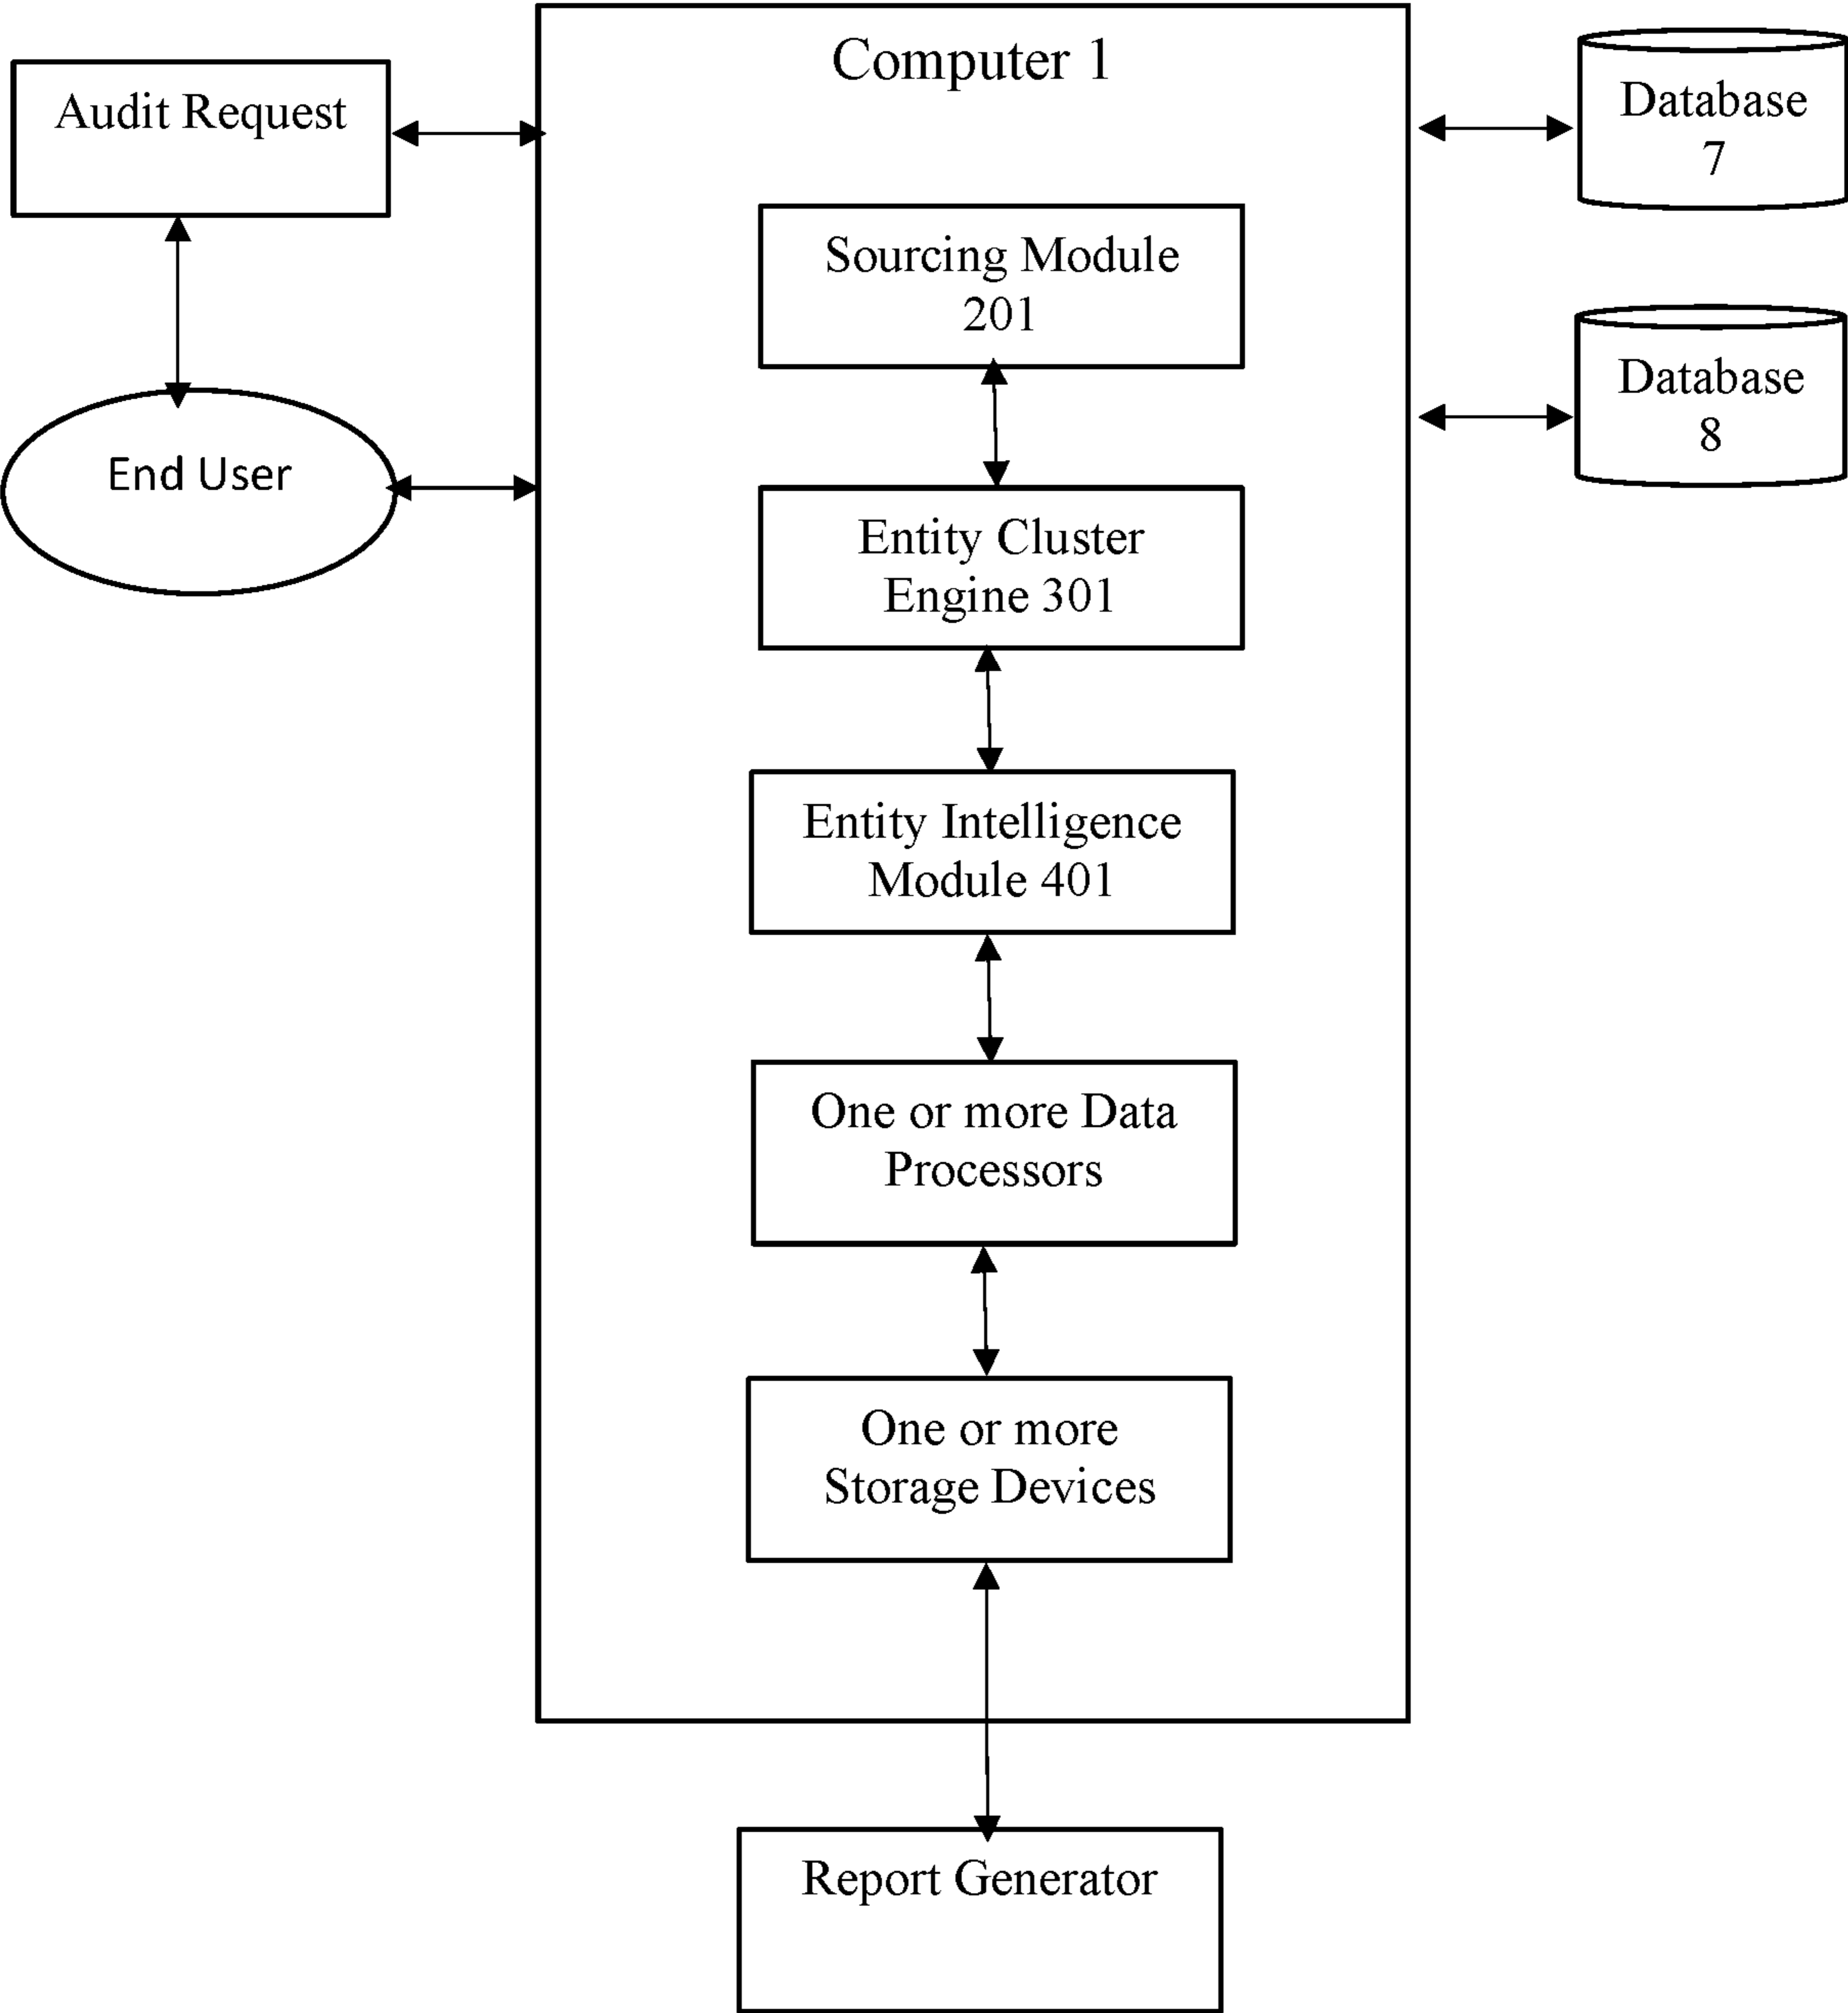 Computer 1
Audit Request
Database
7
Sourcing Module
201
Database
8
End User
Entity Cluster
Engine 301
Entity Intelligence
Module 401
One or more Data
Processors
One or more
Storage Devices
Report Generator